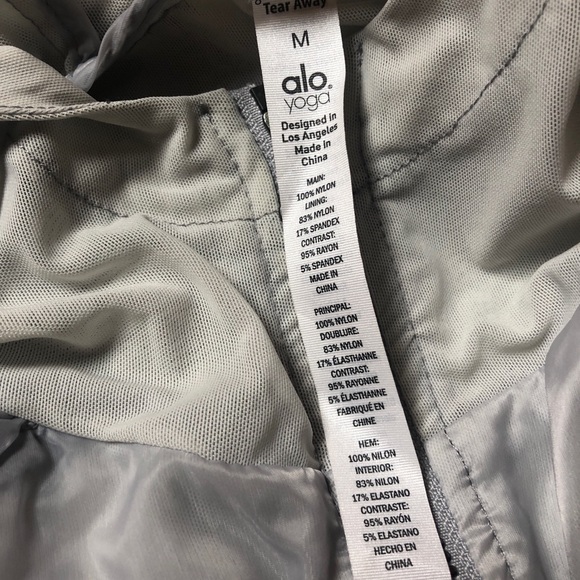 Tear Away
M
alo
yoga®
Designed in
Los Angeles
Made in
China
MAIN:
100% NYLON
LINING:
83% NYLON
17% SPANDEX
CONTRAST:
95% RAYON
5% SPANDEX
MADE IN
CHINA
PRINCIPAL:
100% NYLON
DOUBLURE:
83% NYLON
17% ÉLASTHANNE
CONTRAST:
95% RAYONNE
5% ÉLASTHANNE
FABRIQUÉ EN
CHINE
HEM:
100% NILON
INTERIOR:
83% NILON
17% ELASTANO
CONTRASTE:
95% RAYÓN
5% ELASTANO
HECHO EN
CHINA